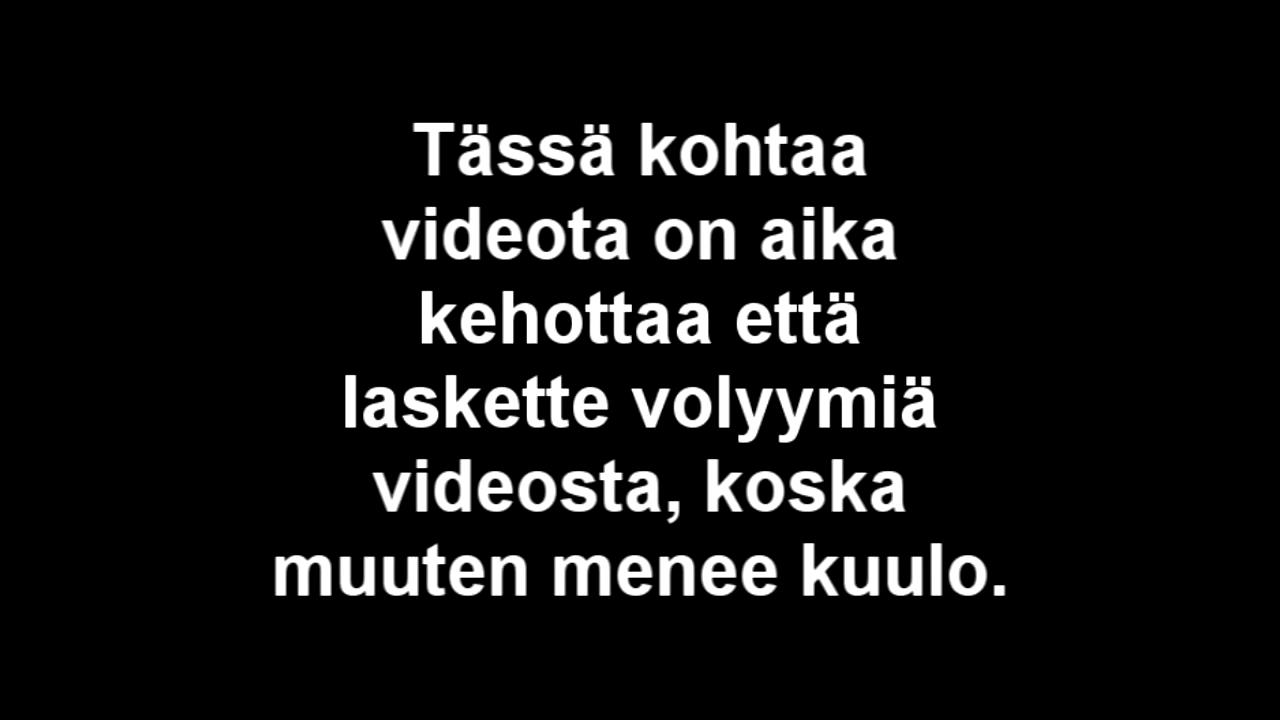 Tässä kohtaa
videota on aika
kehottaa että
laskette volyymiä
videosta, koska
muuten menee kuulo.